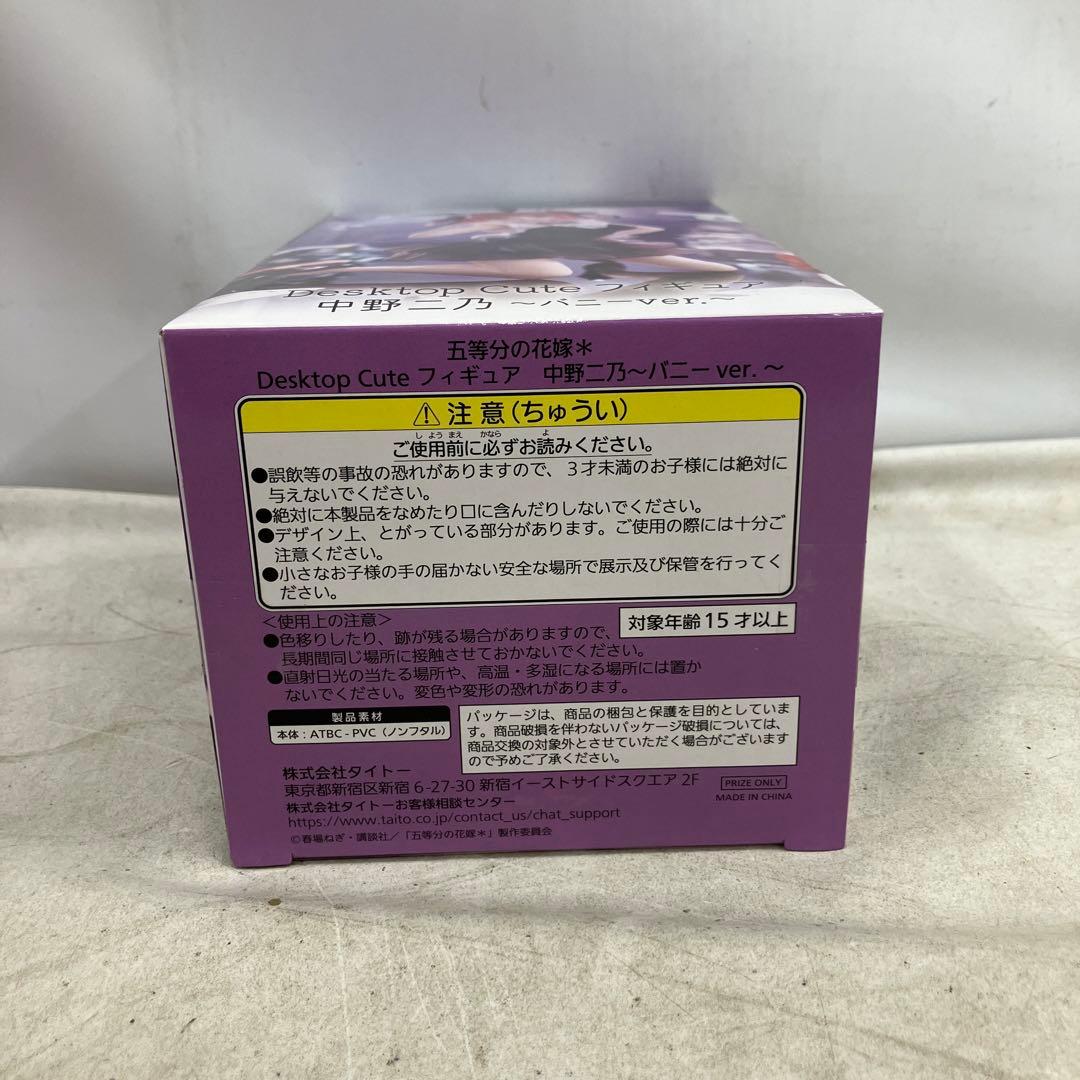 Desktop Cute フィギュア
中野二乃 ～バニーver.～
五等分の花嫁＊
Desktop Cute フィギュア 中野二乃～バニー ver. ～
⚠ 注意（ちゅうい）
しようまえ かなら よ
ご使用前に必ずお読みください。
●誤飲等の事故の恐れがありますので、３才未満のお子様には絶対に
与えないでください。
●絶対に本製品をなめたり口に含んだりしないでください。
●デザイン上、とがっている部分があります。ご使用の際には十分ご
注意ください。
●小さなお子様の手の届かない安全な場所で展示及び保管を行ってく
ださい。
＜使用上の注意＞
対象年齢15才以上
●色移りしたり、跡が残る場合がありますので、
長期間同じ場所に接触させておかないでください。
●直射日光の当たる場所や、高温・多湿になる場所には置か
ないでください。変色や変形の恐れがあります。
製品素材
本体：ATBC-PVC（ノンフタル）
パッケージは、商品の梱包と保護を目的としていま
す。商品破損を伴わないパッケージ破損については、
商品交換の対象外とさせていただく場合がございます
ので予めご了承ください。
株式会社タイトー
東京都新宿区新宿 6-27-30 新宿イーストサイドスクエア 2F
株式会社タイトーお客様相談センター
https://www.taito.co.jp/contact_us/chat_support
PRIZE ONLY
MADE IN CHINA
©春場ねぎ・講談社／「五等分の花嫁＊」製作委員会